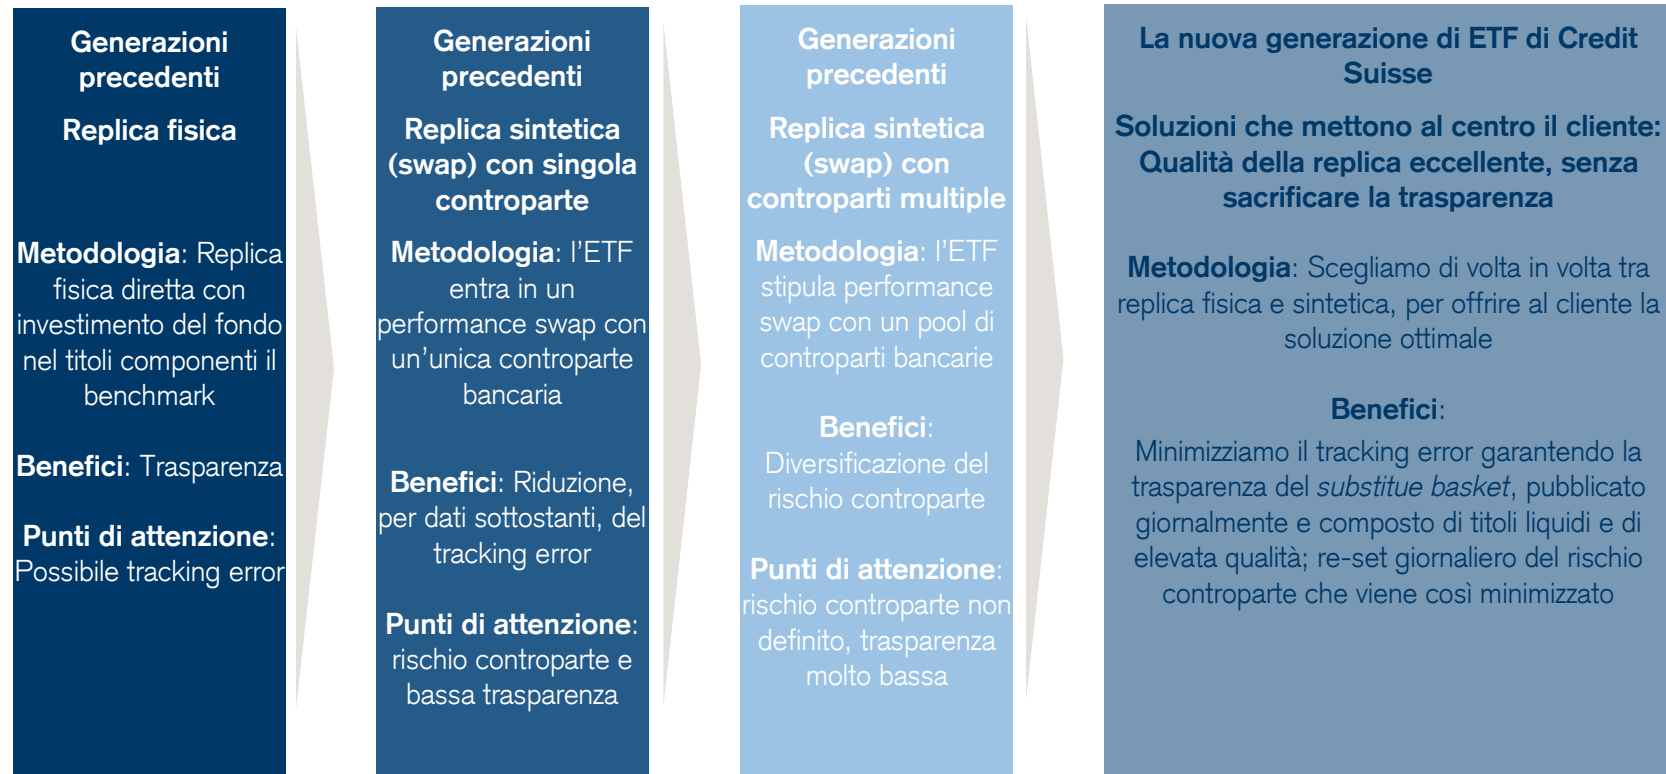 Generazioni
precedenti
Replica fisica
Metodologia: Replica
fisica diretta con
investimento del fondo
nel titoli componenti il
benchmark
Benefici: Trasparenza
Punti di attenzione:
Possibile tracking error
Generazioni
precedenti
Replica sintetica
(swap) con singola
controparte
Metodologia: l'ETF
entra in un
performance swap con
un'unica controparte
bancaria
Benefici: Riduzione,
per dati sottostanti, del
tracking error
Punti di attenzione:
rischio controparte e
bassa trasparenza
Generazioni
precedenti
Replica sintetica
(swap) con
controparti multiple
Metodologia: l'ETF
stipula performance
swap con un pool di
controparti bancarie
Benefici:
Diversificazione del
rischio controparte
Punti di attenzione:
rischio controparte non
definito, trasparenza
molto bassa
La nuova generazione di ETF di Credit
Suisse
Soluzioni che mettono al centro il cliente:
Qualità della replica eccellente, senza
sacrificare la trasparenza
Metodologia: Scegliamo di volta in volta tra
replica fisica e sintetica, per offrire al cliente la
soluzione ottimale
Benefici:
Minimizziamo il tracking error garantendo la
trasparenza del substitue basket, pubblicato
giornalmente e composto di titoli liquidi e di
elevata qualità; re-set giornaliero del rischio
controparte che viene così minimizzato